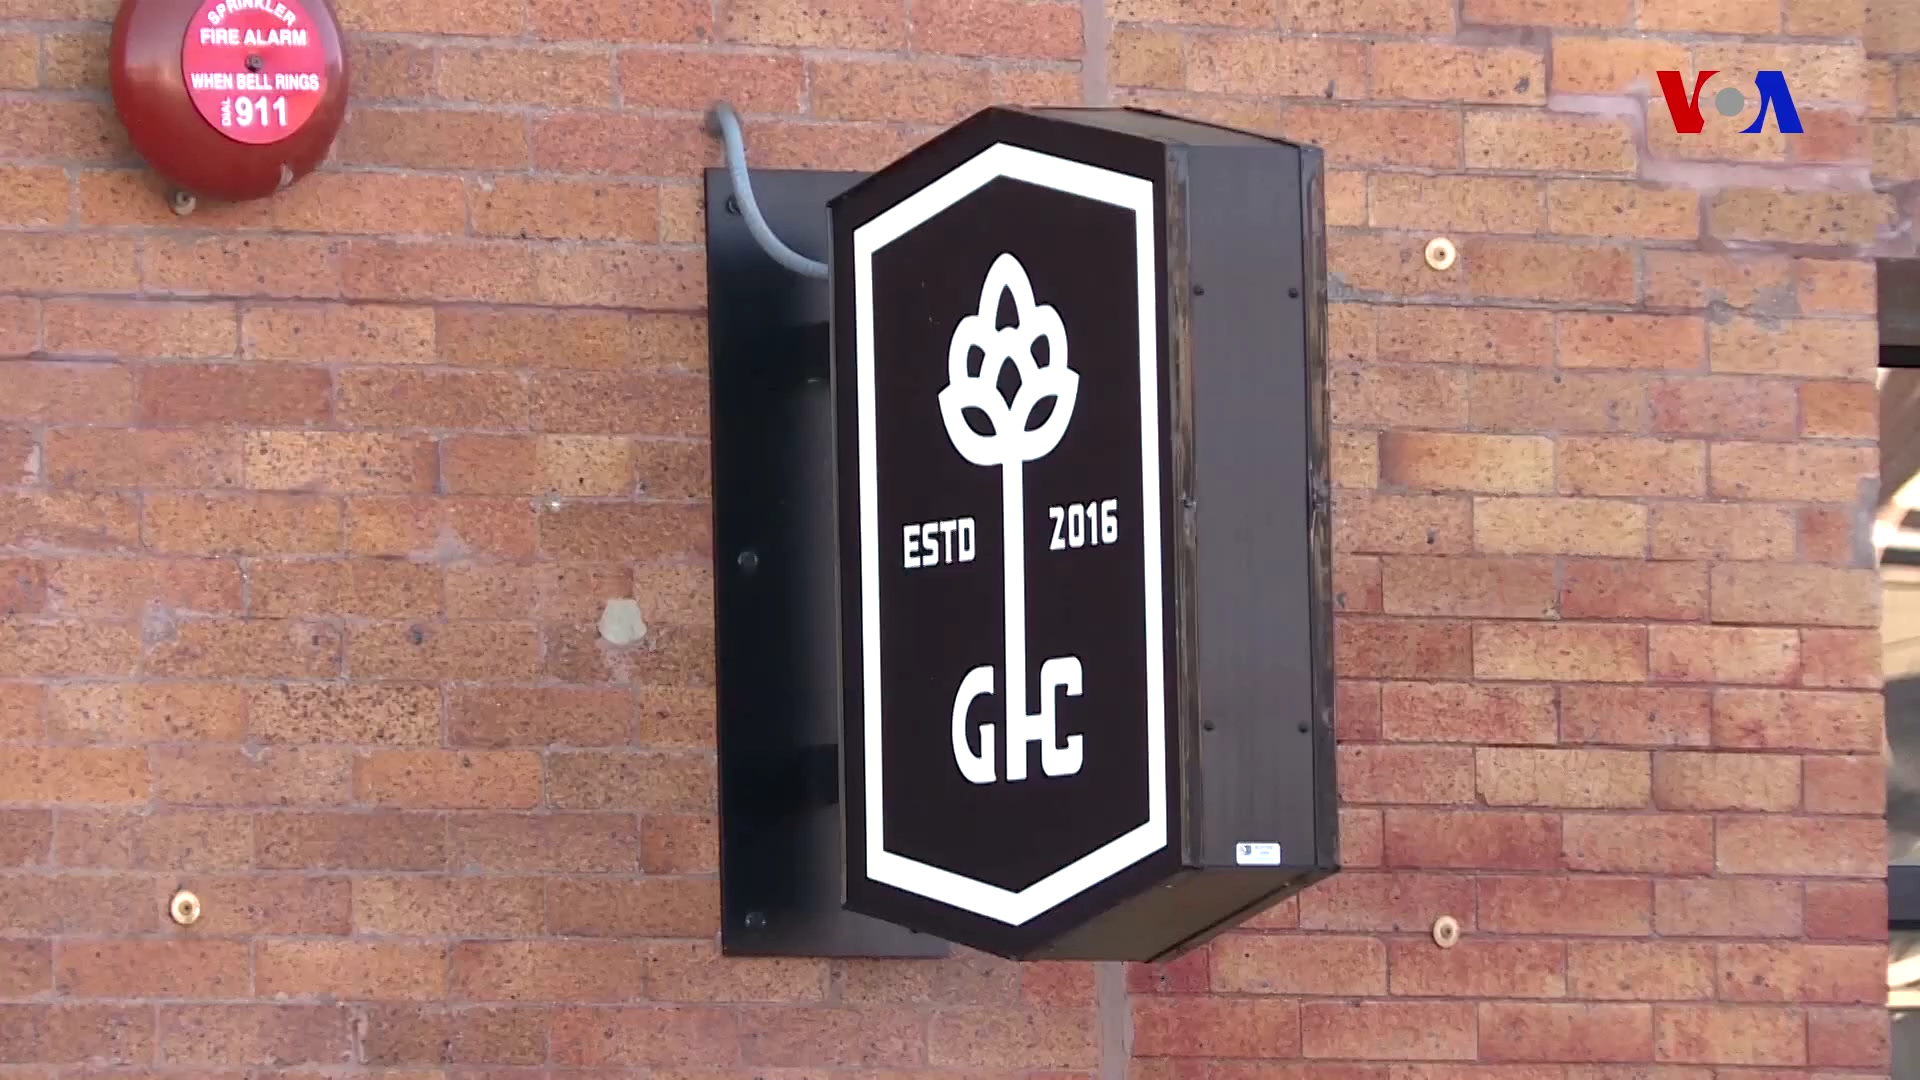 SPRINKLER
FIRE ALARM
WHEN BELL RINGS
DIAL 911
VOA
ESTD 2016
GHC